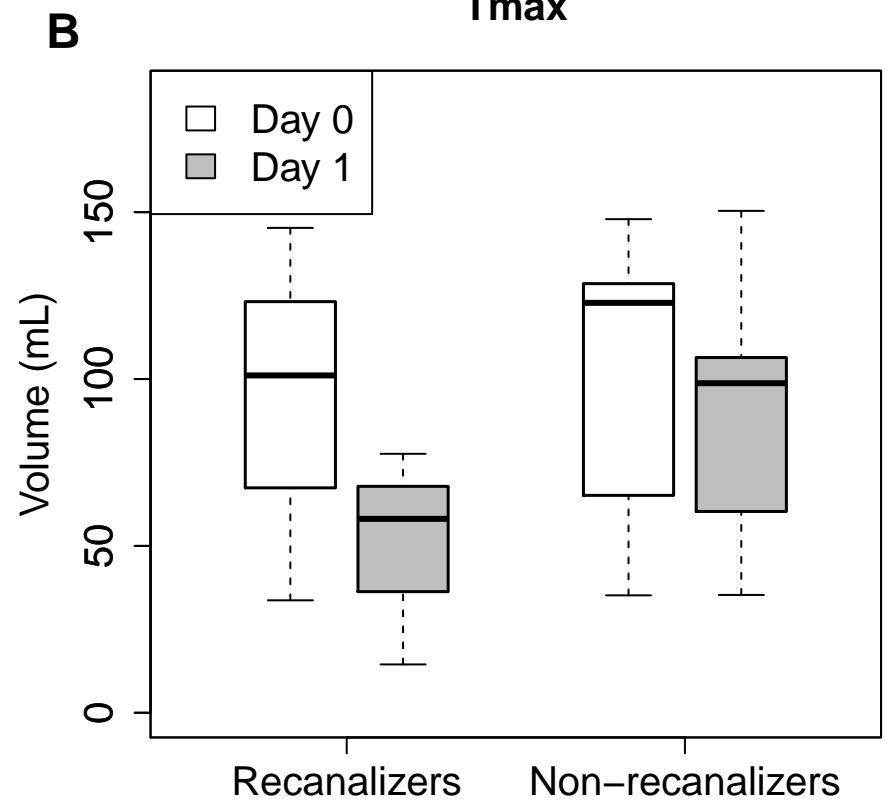 Tmax
B
Day 0
Day 1
Volume (mL)
150
100
50
0
Recanalizers
Non−recanalizers